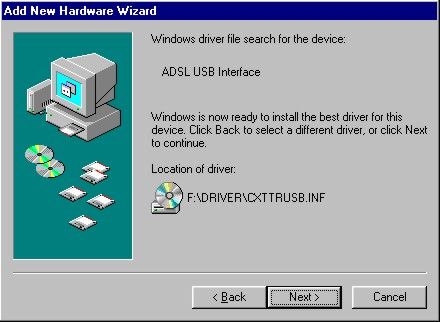 Add New Hardware Wizard
Windows driver file search for the device:
ADSL USB Interface
Windows is now ready to install the best driver for this
device. Click Back to select a different driver, or click Next
to continue.
Location of driver:
F:\DRIVER\CXTTRUSB.INF
< Back
Next >
Cancel